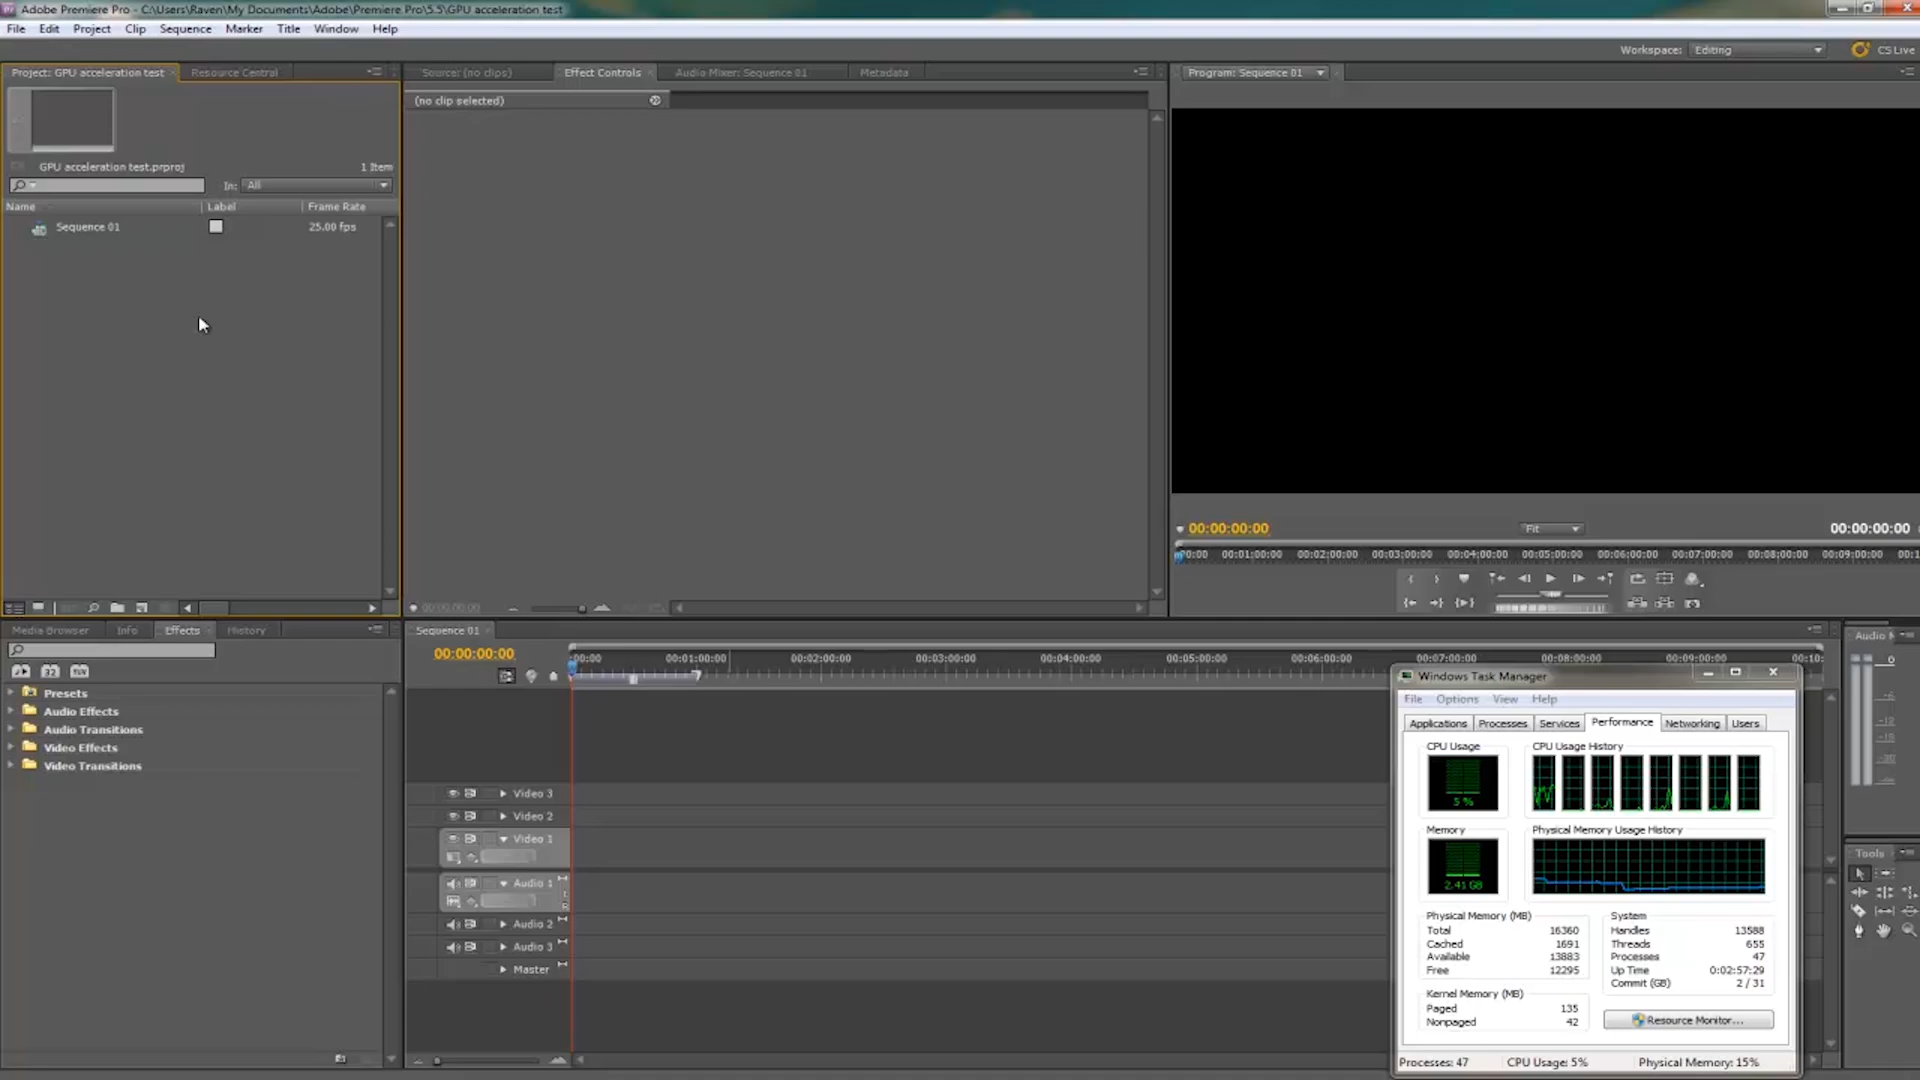 Adobe Premiere Pro - C:\Users\Raven\My Documents\Adobe\Premiere Pro\5.5\GPU acceleration test
File Edit Project Clip Sequence Marker Title Window Help
Workspace: Editing CS Live
Project: GPU acceleration test Resource Central
Source: (no clips) Effect Controls Audio Mixer: Sequence 01 Metadata
Program: Sequence 01
(no clip selected)
GPU acceleration test.prproj 1 Item
In: All
Name Label Frame Rate
Sequence 01 25.00 fps
00:00:00:00 Fit 00:00:00:00
00:00 00:01:00:00 00:02:00:00 00:03:00:00 00:04:00:00 00:05:00:00 00:06:00:00 00:07:00:00 00:08:00:00 00:09:00:00 00:1
00:00:00:00
Media Browser Info Effects History
Presets
Audio Effects
Audio Transitions
Video Effects
Video Transitions
Sequence 01
00:00:00:00
:00:00 00:01:00:00 00:02:00:00 00:03:00:00 00:04:00:00 00:05:00:00 00:06:00:00 00:07:00:00 00:08:00:00 00:09:00:00 00:10:
Video 3
Video 2
Video 1
Audio 1
Audio 2
Audio 3
Master
Windows Task Manager
File Options View Help
Applications Processes Services Performance Networking Users
CPU Usage CPU Usage History
5 %
Memory Physical Memory Usage History
2.41 GB
Physical Memory (MB)
Total 16360
Cached 1691
Available 13883
Free 12295
Kernel Memory (MB)
Paged 135
Nonpaged 42
System
Handles 13588
Threads 655
Processes 47
Up Time 0:02:57:29
Commit (GB) 2 / 31
Resource Monitor...
Processes: 47 CPU Usage: 5% Physical Memory: 15%
Audio
0
Tools